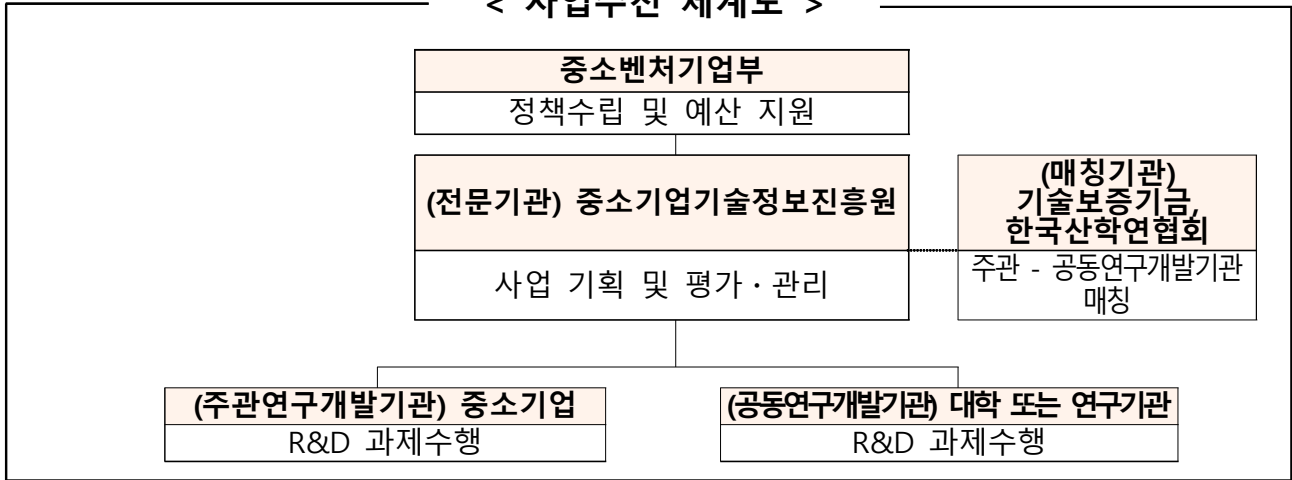 < 사업추진 체계도 >
중소벤처기업부
정책수립 및 예산 지원
(전문기관) 중소기업기술정보진흥원
사업 기획 및 평가·관리
(매칭기관)
기술보증기금,
한국산학연협회
주관 - 공동연구개발기관
매칭
(주관연구개발기관) 중소기업
R&D 과제수행
(공동연구개발기관) 대학 또는 연구기관
R&D 과제수행